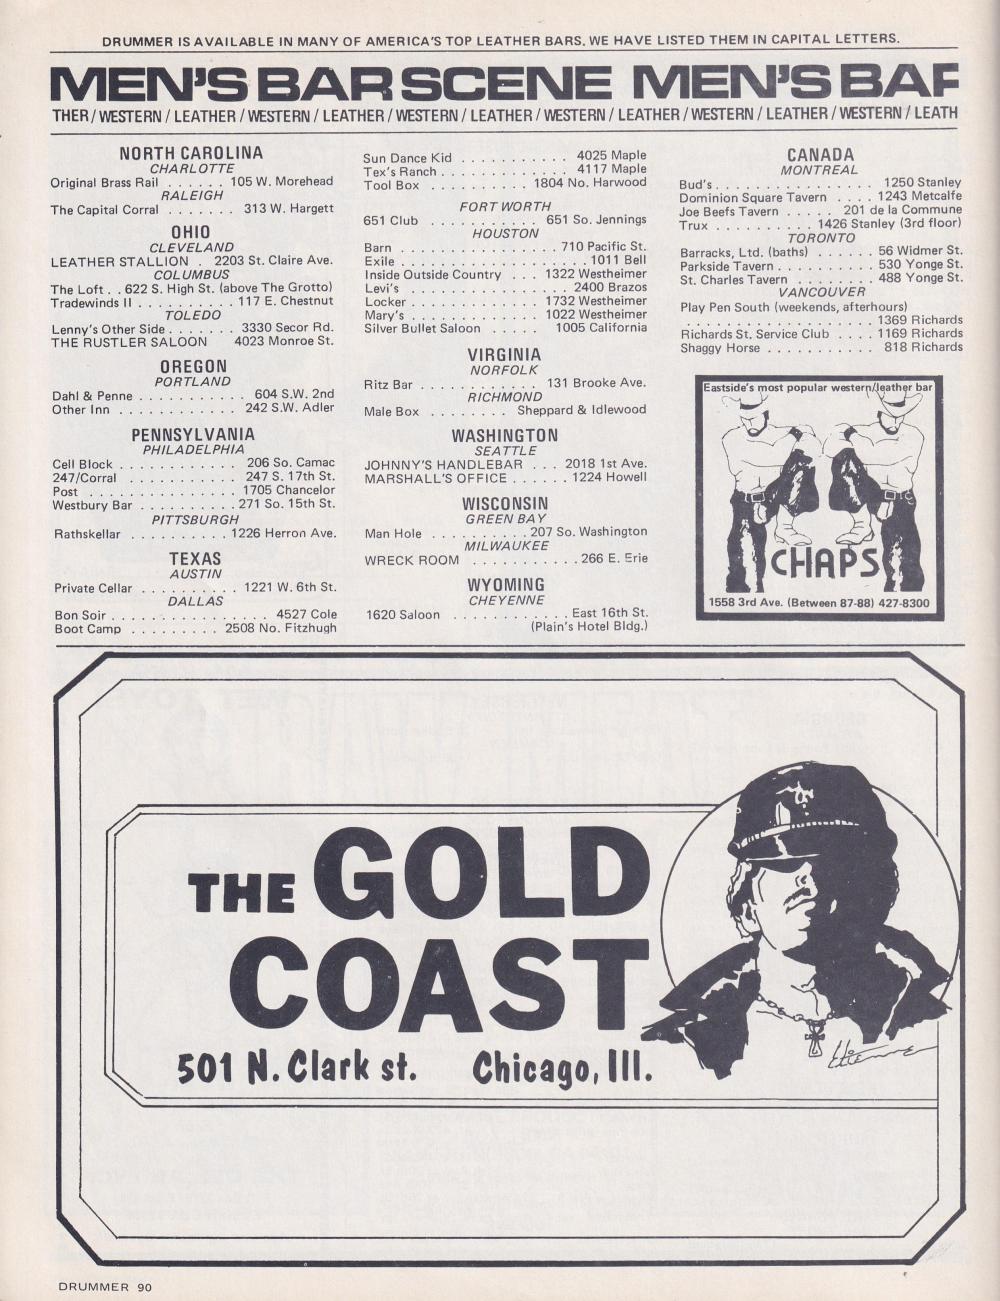 DRUMMER IS AVAILABLE IN MANY OF AMERICA'S TOP LEATHER BARS. WE HAVE LISTED THEM IN CAPITAL LETTERS.
MEN'S BAR SCENE MEN'S BAR
THER / WESTERN / LEATHER / WESTERN / LEATHER / WESTERN / LEATHER / WESTERN / LEATHER / WESTERN / LEATHER / WESTERN / LEATH
NORTH CAROLINA
CHARLOTTE
Original Brass Rail . . . . . . 105 W. Morehead
RALEIGH
The Capital Corral . . . . . . . 313 W. Hargett
OHIO
CLEVELAND
LEATHER STALLION . 2203 St. Claire Ave.
COLUMBUS
The Loft . . 622 S. High St. (above The Grotto)
Tradewinds II . . . . . . . . . . 117 E. Chestnut
TOLEDO
Lenny's Other Side . . . . . . . 3330 Secor Rd.
THE RUSTLER SALOON 4023 Monroe St.
OREGON
PORTLAND
Dahl & Penne . . . . . . . . . . . 604 S.W. 2nd
Other Inn . . . . . . . . . . . . 242 S.W. Adler
PENNSYLVANIA
PHILADELPHIA
Cell Block . . . . . . . . . . . . 206 So. Camac
247/Corral . . . . . . . . . . . . 247 S. 17th St.
Post . . . . . . . . . . . . . . . 1705 Chancelor
Westbury Bar . . . . . . . . . . . 271 So. 15th St.
PITTSBURGH
Rathskellar . . . . . . . . . . 1226 Herron Ave.
TEXAS
AUSTIN
Private Cellar . . . . . . . . . . 1221 W. 6th St.
DALLAS
Bon Soir . . . . . . . . . . . . . . . . 4527 Cole
Boot Camp . . . . . . . . . 2508 No. Fitzhugh
Sun Dance Kid . . . . . . . . . . . 4025 Maple
Tex's Ranch . . . . . . . . . . . . . 4117 Maple
Tool Box . . . . . . . . . . 1804 No. Harwood
FORT WORTH
651 Club . . . . . . . . . . . 651 So. Jennings
HOUSTON
Barn . . . . . . . . . . . . . . . . 710 Pacific St.
Exile . . . . . . . . . . . . . . . . . . . 1011 Bell
Inside Outside Country . . . 1322 Westheimer
Levi's . . . . . . . . . . . . . . . . . 2400 Brazos
Locker . . . . . . . . . . . . . . 1732 Westheimer
Mary's . . . . . . . . . . . . . . 1022 Westheimer
Silver Bullet Saloon . . . . . 1005 California
VIRGINIA
NORFOLK
Ritz Bar . . . . . . . . . . . . 131 Brooke Ave.
RICHMOND
Male Box . . . . . . . . Sheppard & Idlewood
WASHINGTON
SEATTLE
JOHNNY'S HANDLEBAR . . . 2018 1st Ave.
MARSHALL'S OFFICE . . . . . . 1224 Howell
WISCONSIN
GREEN BAY
Man Hole . . . . . . . . . . 207 So. Washington
MILWAUKEE
WRECK ROOM . . . . . . . . . . . 266 E. Erie
WYOMING
CHEYENNE
1620 Saloon . . . . . . . . . . . . East 16th St.
(Plain's Hotel Bldg.)
CANADA
MONTREAL
Bud's . . . . . . . . . . . . . . . . 1250 Stanley
Dominion Square Tavern . . . . 1243 Metcalfe
Joe Beefs Tavern . . . . . 201 de la Commune
Trux . . . . . . . . . . 1426 Stanley (3rd floor)
TORONTO
Barracks, Ltd. (baths) . . . . . 56 Widmer St.
Parkside Tavern . . . . . . . . . 530 Yonge St.
St. Charles Tavern . . . . . . . . 488 Yonge St.
VANCOUVER
Play Pen South (weekends, afterhours)
. . . . . . . . . . . . . . . . . . 1369 Richards
Richards St. Service Club . . . . 1169 Richards
Shaggy Horse . . . . . . . . . . . 818 Richards
Eastside's most popular western/leather bar
CHAPS
1558 3rd Ave. (Between 87-88) 427-8300
THE GOLD
COAST
501 N. Clark st. Chicago, Ill.
Etienne
DRUMMER 90